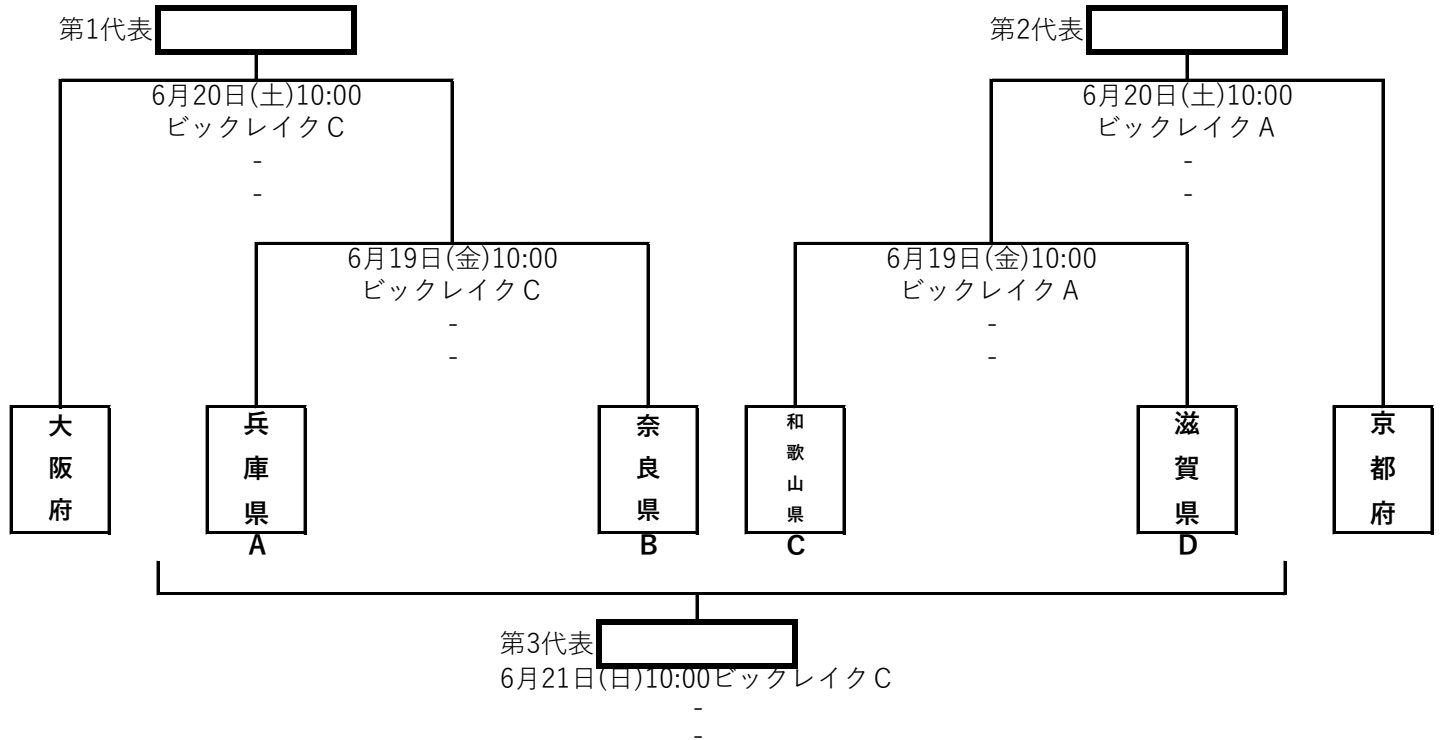 第1代表
第2代表
6月20日(土)10:00
ビックレイクＣ
-
-
6月20日(土)10:00
ビックレイクＡ
-
-
6月19日(金)10:00
ビックレイクＣ
-
-
6月19日(金)10:00
ビックレイクＡ
-
-
大阪府
兵庫県
A
奈良県
B
和歌山県
C
滋賀県
D
京都府
第3代表
6月21日(日)10:00ビックレイクＣ
-
-